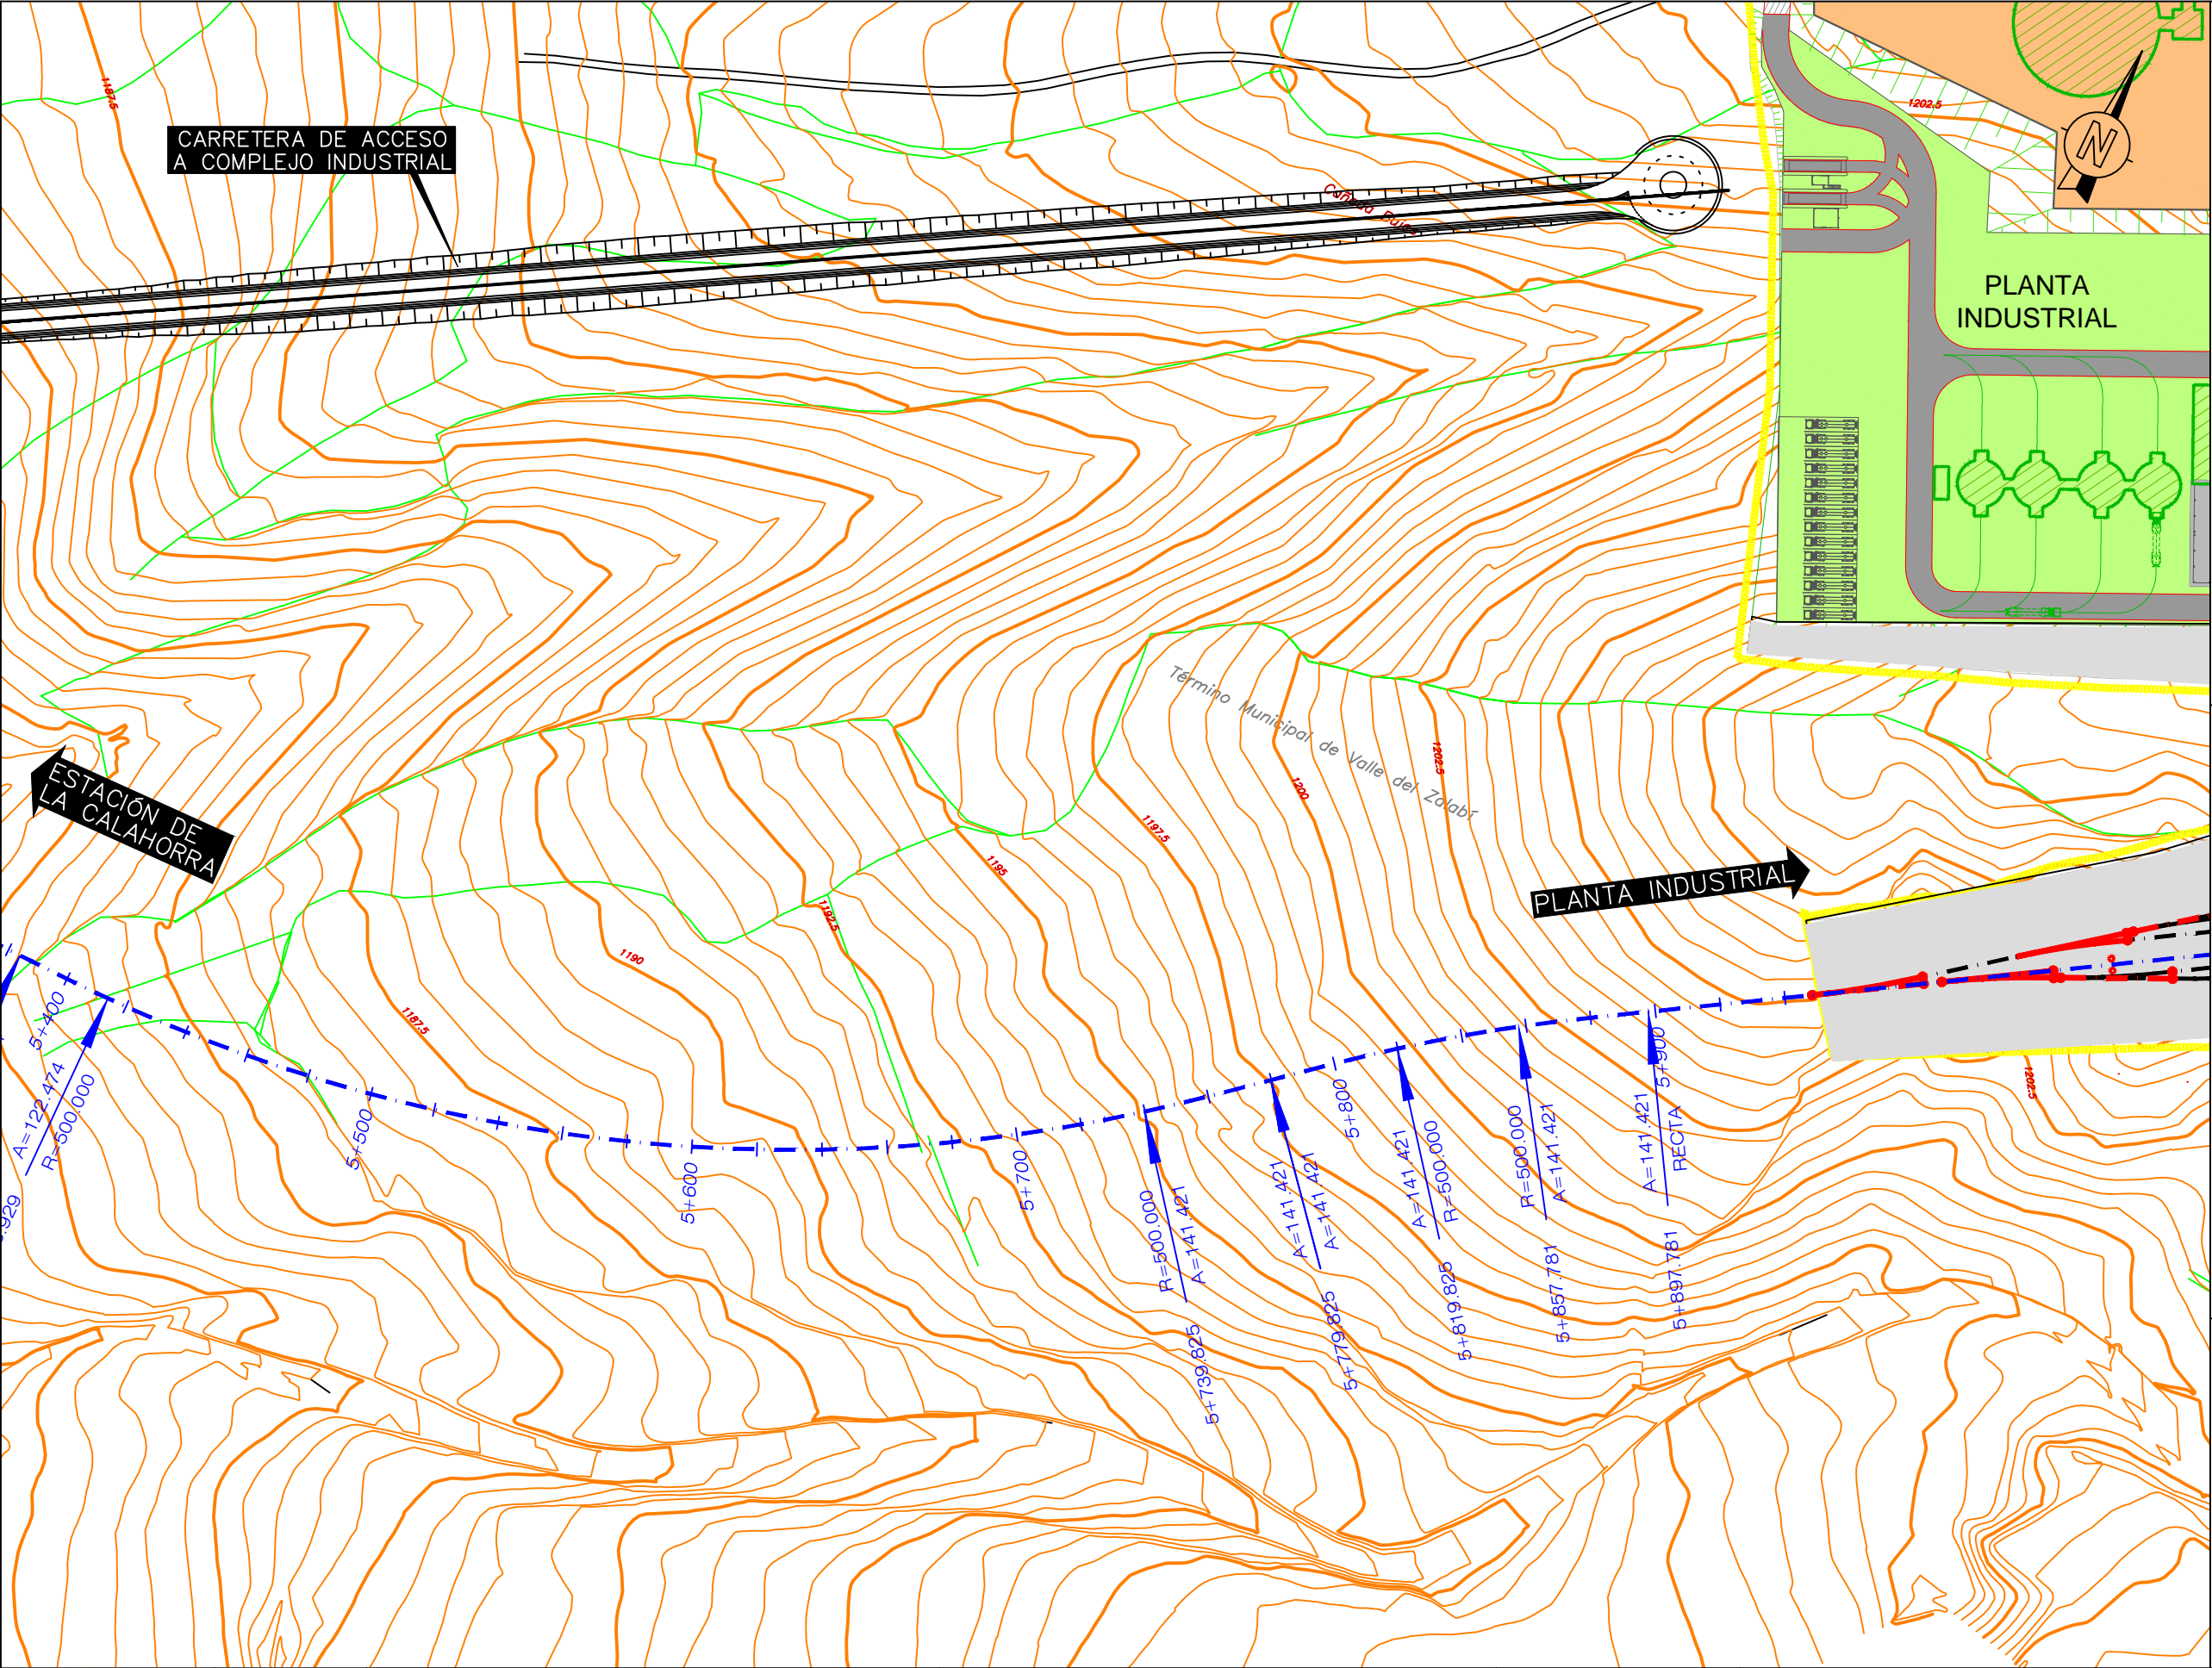 1187.5
CARRETERA DE ACCESO
A COMPLEJO INDUSTRIAL
1202.5
N
PLANTA
INDUSTRIAL
Término Municipal de Valle del Zalabí
1202.5
1200
1197.5
1195
1192.5
1190
1187.5
ESTACIÓN DE
LA CALAHORRA
PLANTA INDUSTRIAL
1202.5
5+400
A=122.474
R=500.000
5+500
5+600
5+700
R=500.000
A=141.421
5+739.825
A=141.421
A=141.421
5+779.825
5+800
A=141.421
R=500.000
5+819.825
R=500.000
A=141.421
5+857.781
5+900
A=141.421
RECTA
5+897.781